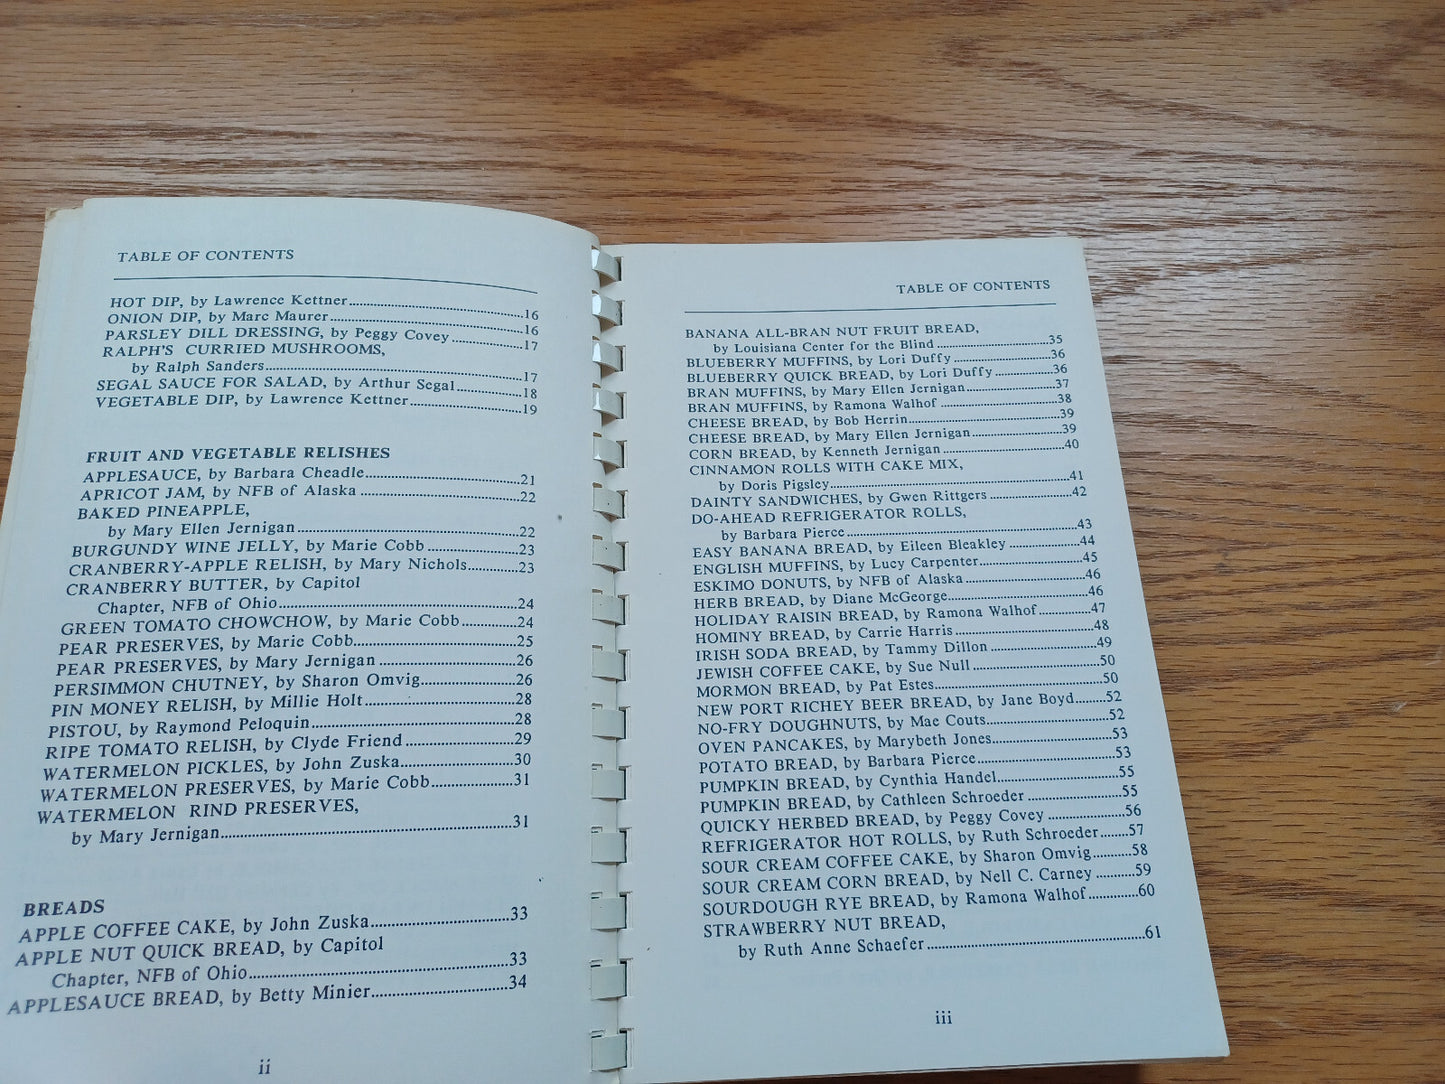 TABLE OF CONTENTS
HOT DIP, by Lawrence Kettner.....16
ONION DIP, by Marc Maurer.....16
PARSLEY DILL DRESSING, by Peggy Covey.....17
RALPH'S CURRIED MUSHROOMS,
by Ralph Sanders.....17
SEGAL SAUCE FOR SALAD, by Arthur Segal.....18
VEGETABLE DIP, by Lawrence Kettner.....19
FRUIT AND VEGETABLE RELISHES
APPLESAUCE, by Barbara Cheadle.....21
APRICOT JAM, by NFB of Alaska.....22
BAKED PINEAPPLE,
by Mary Ellen Jernigan.....22
BURGUNDY WINE JELLY, by Marie Cobb.....23
CRANBERRY-APPLE RELISH, by Mary Nichols.....23
CRANBERRY BUTTER, by Capitol
Chapter, NFB of Ohio.....24
GREEN TOMATO CHOWCHOW, by Marie Cobb.....24
PEAR PRESERVES, by Marie Cobb.....25
PEAR PRESERVES, by Mary Jernigan.....26
PERSIMMON CHUTNEY, by Sharon Omvig.....26
PIN MONEY RELISH, by Millie Holt.....28
PISTOU, by Raymond Peloquin.....28
RIPE TOMATO RELISH, by Clyde Friend.....29
WATERMELON PICKLES, by John Zuska.....30
WATERMELON PRESERVES, by Marie Cobb.....31
WATERMELON RIND PRESERVES,
by Mary Jernigan.....31
BREADS
APPLE COFFEE CAKE, by John Zuska.....33
APPLE NUT QUICK BREAD, by Capitol
Chapter, NFB of Ohio.....33
APPLESAUCE BREAD, by Betty Minier.....34
ii
TABLE OF CONTENTS
BANANA ALL-BRAN NUT FRUIT BREAD,
by Louisiana Center for the Blind.....35
BLUEBERRY MUFFINS, by Lori Duffy.....36
BLUEBERRY QUICK BREAD, by Lori Duffy.....36
BRAN MUFFINS, by Mary Ellen Jernigan.....37
BRAN MUFFINS, by Ramona Walhof.....38
CHEESE BREAD, by Bob Herrin.....39
CHEESE BREAD, by Mary Ellen Jernigan.....39
CORN BREAD, by Kenneth Jernigan.....40
CINNAMON ROLLS WITH CAKE MIX,
by Doris Pigsley.....41
DAINTY SANDWICHES, by Gwen Rittgers.....42
DO-AHEAD REFRIGERATOR ROLLS,
by Barbara Pierce.....43
EASY BANANA BREAD, by Eileen Bleakley.....44
ENGLISH MUFFINS, by Lucy Carpenter.....45
ESKIMO DONUTS, by NFB of Alaska.....46
HERB BREAD, by Diane McGeorge.....46
HOLIDAY RAISIN BREAD, by Ramona Walhof.....47
HOMINY BREAD, by Carrie Harris.....48
IRISH SODA BREAD, by Tammy Dillon.....49
JEWISH COFFEE CAKE, by Sue Null.....50
MORMON BREAD, by Pat Estes.....50
NEW PORT RICHEY BEER BREAD, by Jane Boyd.....52
NO-FRY DOUGHNUTS, by Mae Couts.....52
OVEN PANCAKES, by Marybeth Jones.....53
POTATO BREAD, by Barbara Pierce.....53
PUMPKIN BREAD, by Cynthia Handel.....55
PUMPKIN BREAD, by Cathleen Schroeder.....55
QUICKY HERBED BREAD, by Peggy Covey.....56
REFRIGERATOR HOT ROLLS, by Ruth Schroeder.....57
SOUR CREAM COFFEE CAKE, by Sharon Omvig.....58
SOUR CREAM CORN BREAD, by Nell C. Carney.....59
SOURDOUGH RYE BREAD, by Ramona Walhof.....60
STRAWBERRY NUT BREAD,
by Ruth Anne Schaefer.....61
iii